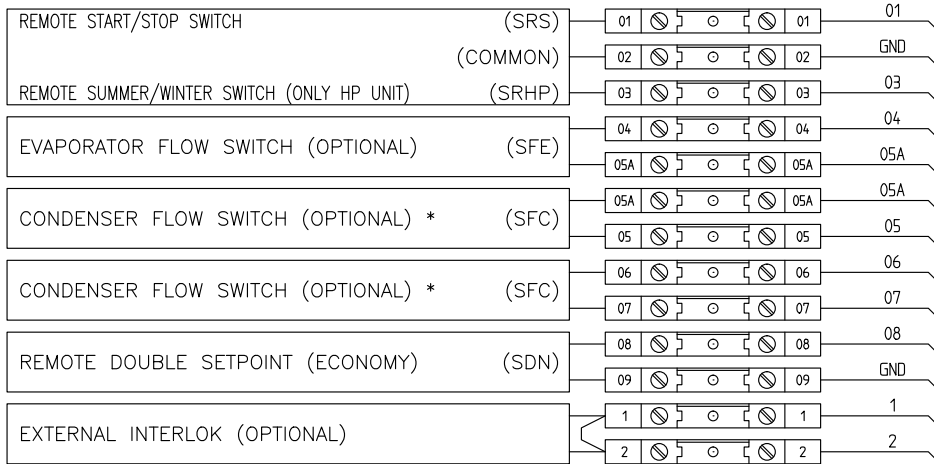 REMOTE START/STOP SWITCH (SRS) 01 01 01
(COMMON) 02 02 GND
REMOTE SUMMER/WINTER SWITCH (ONLY HP UNIT) (SRHP) 03 03 03
04 04 04
EVAPORATOR FLOW SWITCH (OPTIONAL) (SFE)
05A 05A 05A
05A 05A 05A
CONDENSER FLOW SWITCH (OPTIONAL) * (SFC)
05 05 05
06 06 06
CONDENSER FLOW SWITCH (OPTIONAL) * (SFC)
07 07 07
08 08 08
REMOTE DOUBLE SETPOINT (ECONOMY) (SDN)
09 09 GND
1 1 1
EXTERNAL INTERLOK (OPTIONAL)
2 2 2